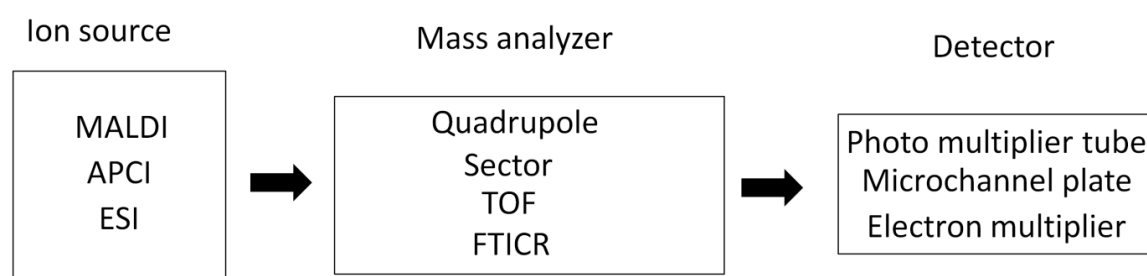 Ion source
MALDI
APCI
ESI
Mass analyzer
Quadrupole
Sector
TOF
FTICR
Detector
Photo multiplier tube
Microchannel plate
Electron multiplier